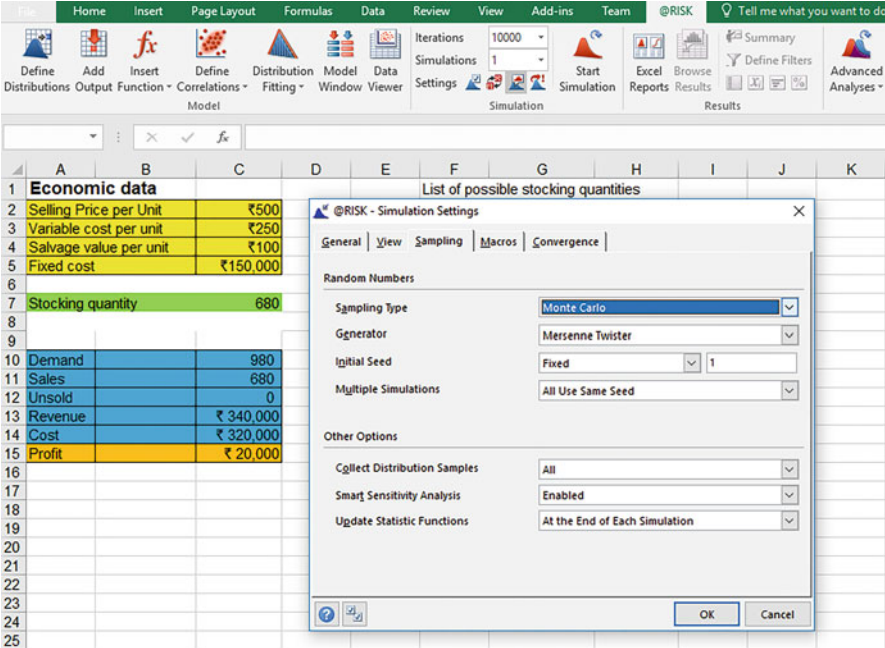 File Home Insert Page Layout Formulas Data Review View Add-ins Team @RISK Tell me what you want to do
Define Distributions
Add Output
Insert Function
Define Correlations
Distribution Fitting
Model Window
Data Viewer
Model
Iterations 10000
Simulations 1
Settings
Start Simulation
Simulation
Excel Reports
Browse Results
Summary
Define Filters
Results
Advanced Analyses
fx
A B C D E F G H I J K
1 Economic data List of possible stocking quantities
2 Selling Price per Unit ₹500
3 Variable cost per unit ₹250
4 Salvage value per unit ₹100
5 Fixed cost ₹150,000
6
7 Stocking quantity 680
8
9
10 Demand 980
11 Sales 680
12 Unsold 0
13 Revenue ₹ 340,000
14 Cost ₹ 320,000
15 Profit ₹ 20,000
16
17
18
19
20
21
22
23
24
25
@RISK - Simulation Settings
General View Sampling Macros Convergence
Random Numbers
Sampling Type Monte Carlo
Generator Mersenne Twister
Initial Seed Fixed 1
Multiple Simulations All Use Same Seed
Other Options
Collect Distribution Samples All
Smart Sensitivity Analysis Enabled
Update Statistic Functions At the End of Each Simulation
OK Cancel